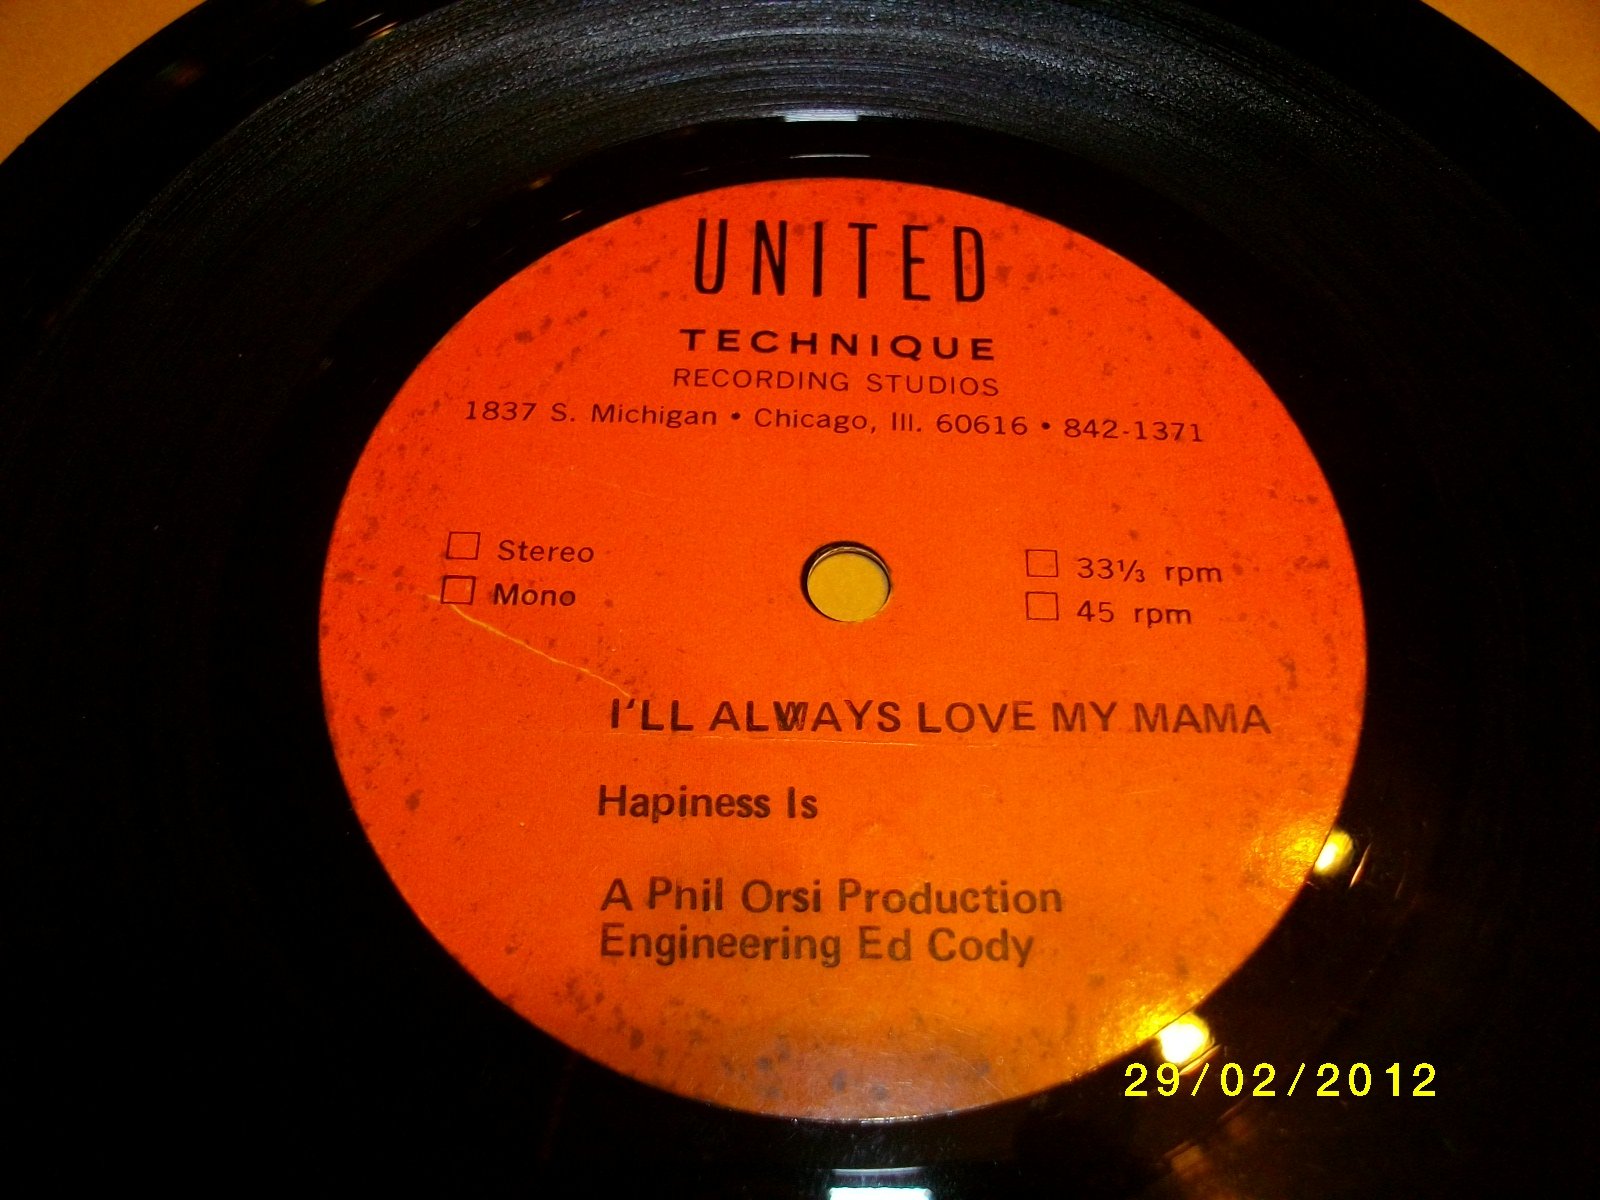 UNITED
TECHNIQUE
RECORDING STUDIOS
1837 S. Michigan • Chicago, Ill. 60616 • 842-1371
Stereo
Mono
33⅓ rpm
45 rpm
I'LL ALWAYS LOVE MY MAMA
Hapiness Is
A Phil Orsi Production
Engineering Ed Cody
29/02/2012